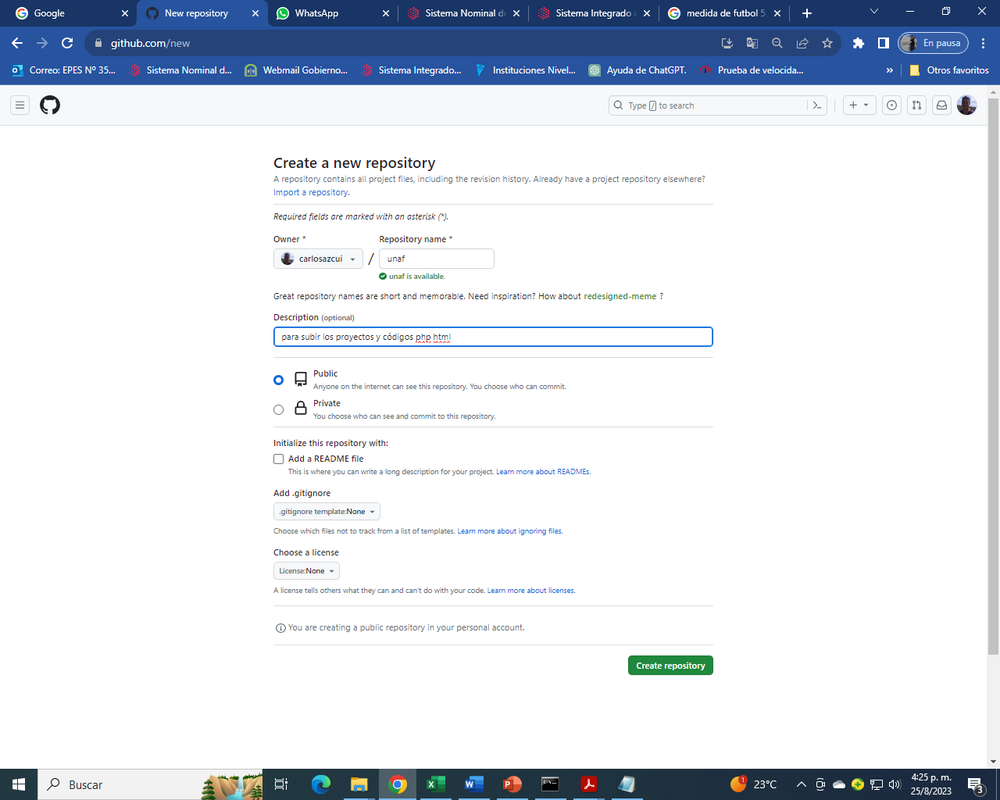 Google
New repository
WhatsApp
Sistema Nominal de
Sistema Integrado
medida de futbol 5
github.com/new
En pausa
Correo: EPES Nº 35...
Sistema Nominal d...
Webmail Gobierno...
Sistema Integrado...
Instituciones Nivel...
Ayuda de ChatGPT.
Prueba de velocida...
»
Otros favoritos
Type / to search
Create a new repository
A repository contains all project files, including the revision history. Already have a project repository elsewhere?
Import a repository.
Required fields are marked with an asterisk (*).
Owner *
Repository name *
carlosazcui
/
unaf
unaf is available.
Great repository names are short and memorable. Need inspiration? How about redesigned-meme ?
Description (optional)
para subir los proyectos y códigos php html
Public
Anyone on the internet can see this repository. You choose who can commit.
Private
You choose who can see and commit to this repository.
Initialize this repository with:
Add a README file
This is where you can write a long description for your project. Learn more about READMEs.
Add .gitignore
.gitignore template:None
Choose which files not to track from a list of templates. Learn more about ignoring files.
Choose a license
License:None
A license tells others what they can and can't do with your code. Learn more about licenses.
You are creating a public repository in your personal account.
Create repository
Buscar
1
23°C
4:25 p. m.
25/8/2023
3